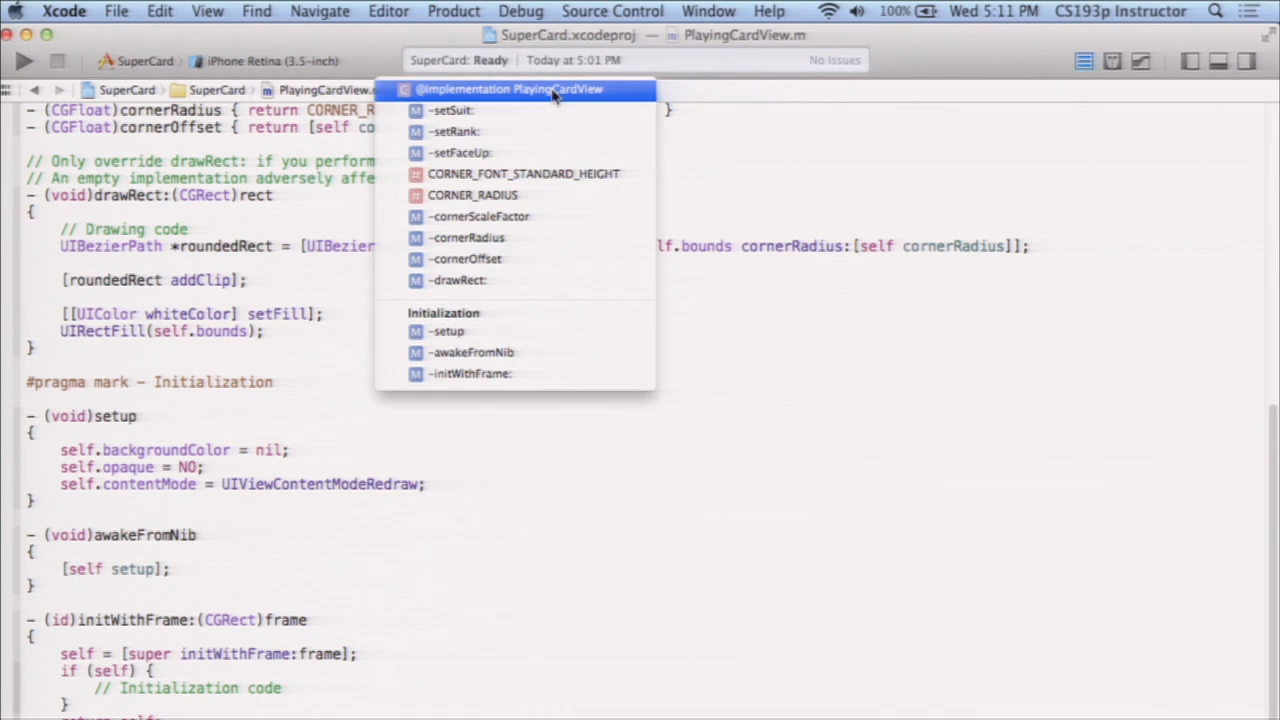 Xcode File Edit View Find Navigate Editor Product Debug Source Control Window Help 100% Wed 5:11 PM CS193p Instructor
SuperCard.xcodeproj — PlayingCardView.m
SuperCard iPhone Retina (3.5-inch) SuperCard: Ready Today at 5:01 PM No Issues
SuperCard SuperCard PlayingCardView.
@implementation PlayingCardView
-setSuit:
-setRank:
-setFaceUp:
CORNER_FONT_STANDARD_HEIGHT
CORNER_RADIUS
-cornerScaleFactor
-cornerRadius
-cornerOffset
-drawRect:
Initialization
-setup
-awakeFromNib
-initWithFrame:
- (CGFloat)cornerRadius { return CORNER_R }
- (CGFloat)cornerOffset { return [self co
// Only override drawRect: if you perform
// An empty implementation adversely affe
- (void)drawRect:(CGRect)rect
{
// Drawing code
UIBezierPath *roundedRect = [UIBezier lf.bounds cornerRadius:[self cornerRadius]];
[roundedRect addClip];
[[UIColor whiteColor] setFill];
UIRectFill(self.bounds);
}
#pragma mark - Initialization
- (void)setup
{
self.backgroundColor = nil;
self.opaque = NO;
self.contentMode = UIViewContentModeRedraw;
}
- (void)awakeFromNib
{
[self setup];
}
- (id)initWithFrame:(CGRect)frame
{
self = [super initWithFrame:frame];
if (self) {
// Initialization code
}